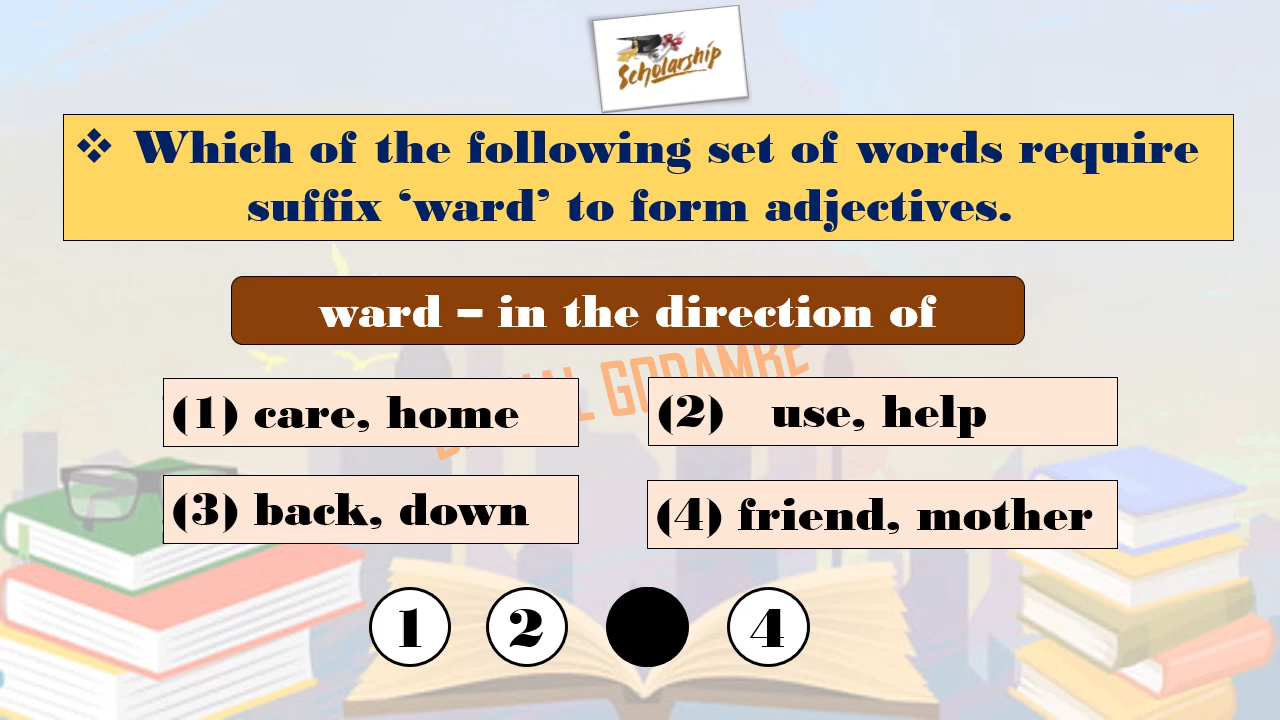 Scholarship
❖ Which of the following set of words require
suffix ‘ward’ to form adjectives.
ward – in the direction of
GODAMBE
(1) care, home
(2) use, help
(3) back, down
(4) friend, mother
1 2 4